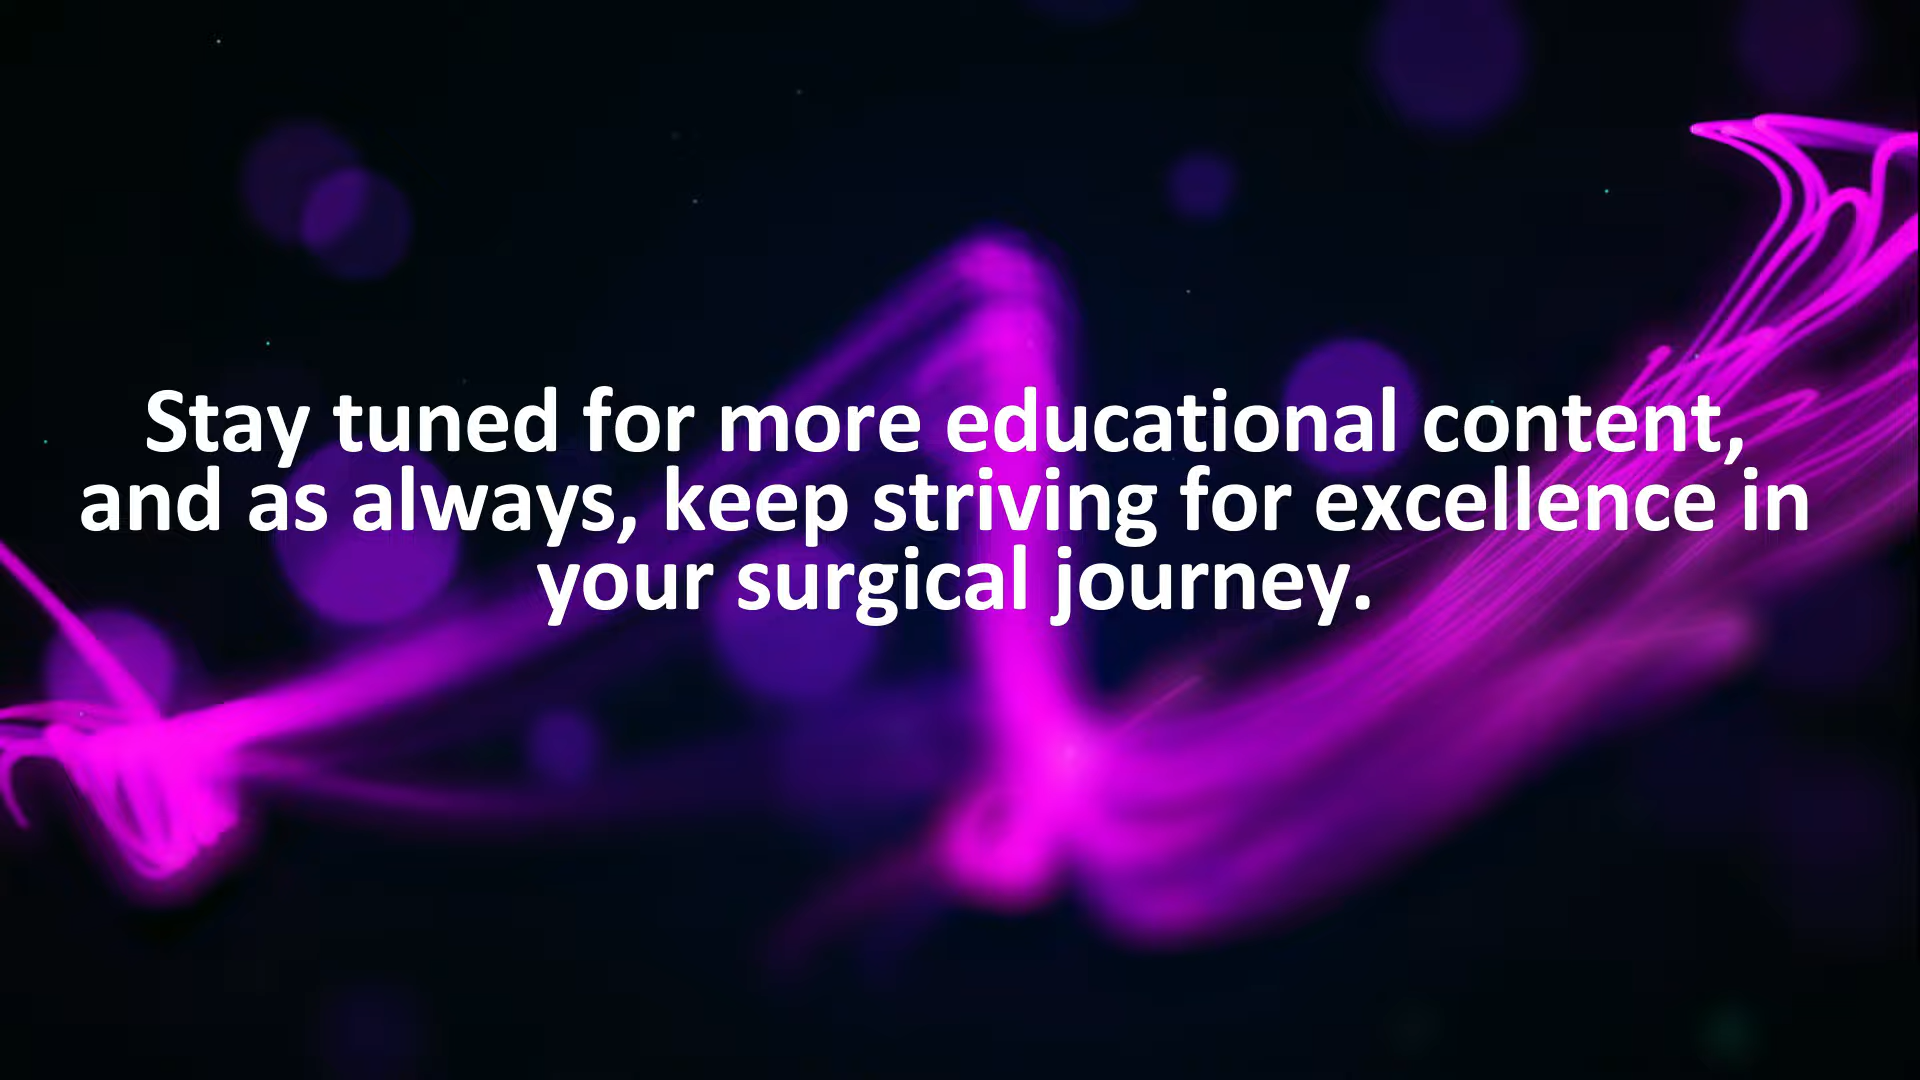 Stay tuned for more educational content,
and as always, keep striving for excellence in
your surgical journey.